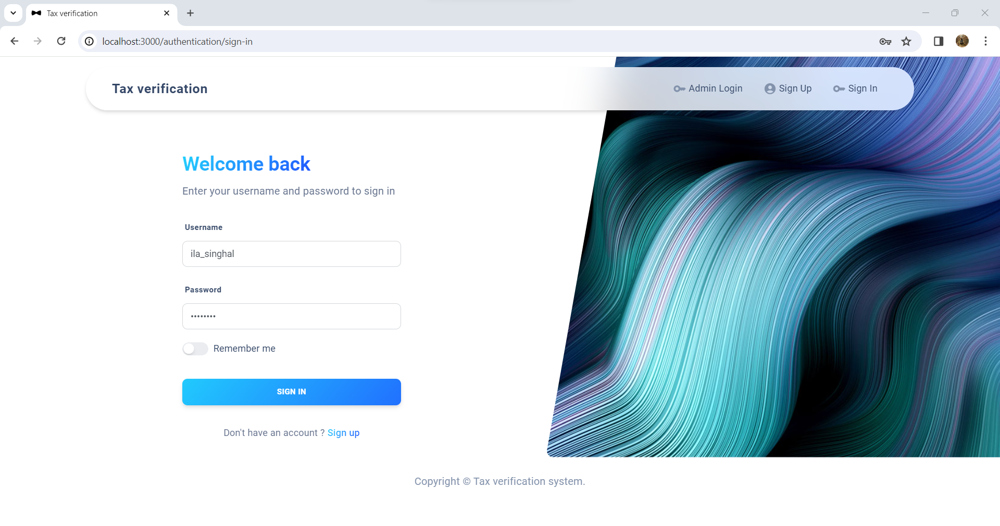 Tax verification
localhost:3000/authentication/sign-in
Tax verification
Admin Login
Sign Up
Sign In
Welcome back
Enter your username and password to sign in
Username
ila_singhal
Password
••••••••
Remember me
SIGN IN
Don't have an account ? Sign up
Copyright © Tax verification system.